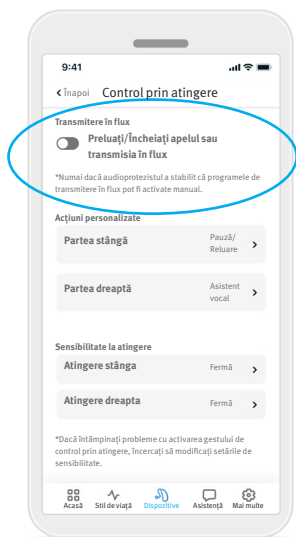 9:41
Înapoi Control prin atingere
Transmitere în flux
Preluați/Încheiați apelul sau
transmisia în flux
*Numai dacă audioprotezistul a stabilit că programele de
transmitere în flux pot fi activate manual.
Acțiuni personalizate
Partea stângă Pauză/
Reluare
Partea dreaptă Asistent
vocal
Sensibilitate la atingere
Atingere stânga Fermă
Atingere dreapta Fermă
*Dacă întâmpinați probleme cu activarea gestului de
control prin atingere, încercați să modificați setările de
sensibilitate.
Acasă Stil de viață Dispozitive Asistență Mai multe